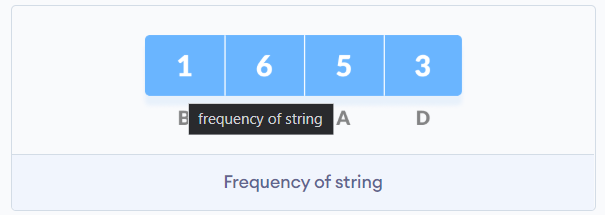 1 6 5 3
B A D
frequency of string
Frequency of string